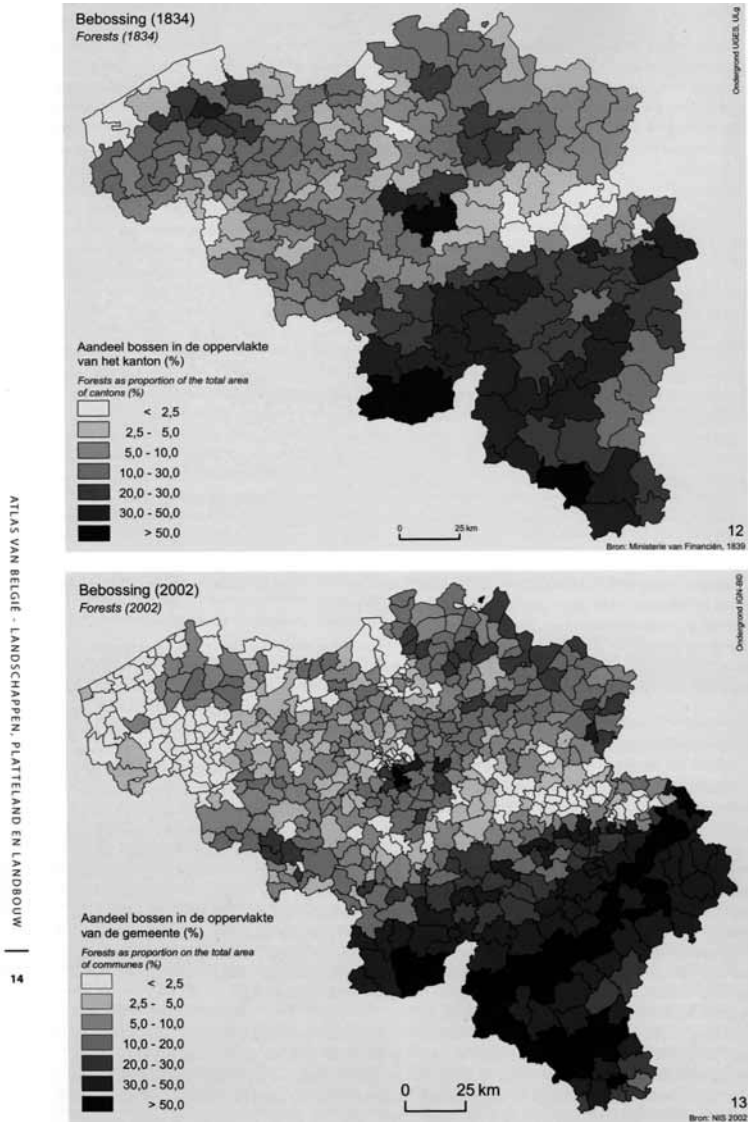 Bebossing (1834)
Forests (1834)
Ondergrond UGES, ULg
Aandeel bossen in de oppervlakte
van het kanton (%)
Forests as proportion of the total area
of cantons (%)
< 2,5
2,5 - 5,0
5,0 - 10,0
10,0 - 30,0
20,0 - 30,0
30,0 - 50,0
> 50,0
0 25 km
12
Bron: Ministerie van Financiën, 1839
Bebossing (2002)
Forests (2002)
Ondergrond IGN-BID
Aandeel bossen in de oppervlakte
van de gemeente (%)
Forests as proportion on the total area
of communes (%)
< 2,5
2,5 - 5,0
5,0 - 10,0
10,0 - 20,0
20,0 - 30,0
30,0 - 50,0
> 50,0
0 25 km
13
Bron: NIS 2002
ATLAS VAN BELGIË - LANDSCHAPPEN, PLATTELAND EN LANDBOUW
14